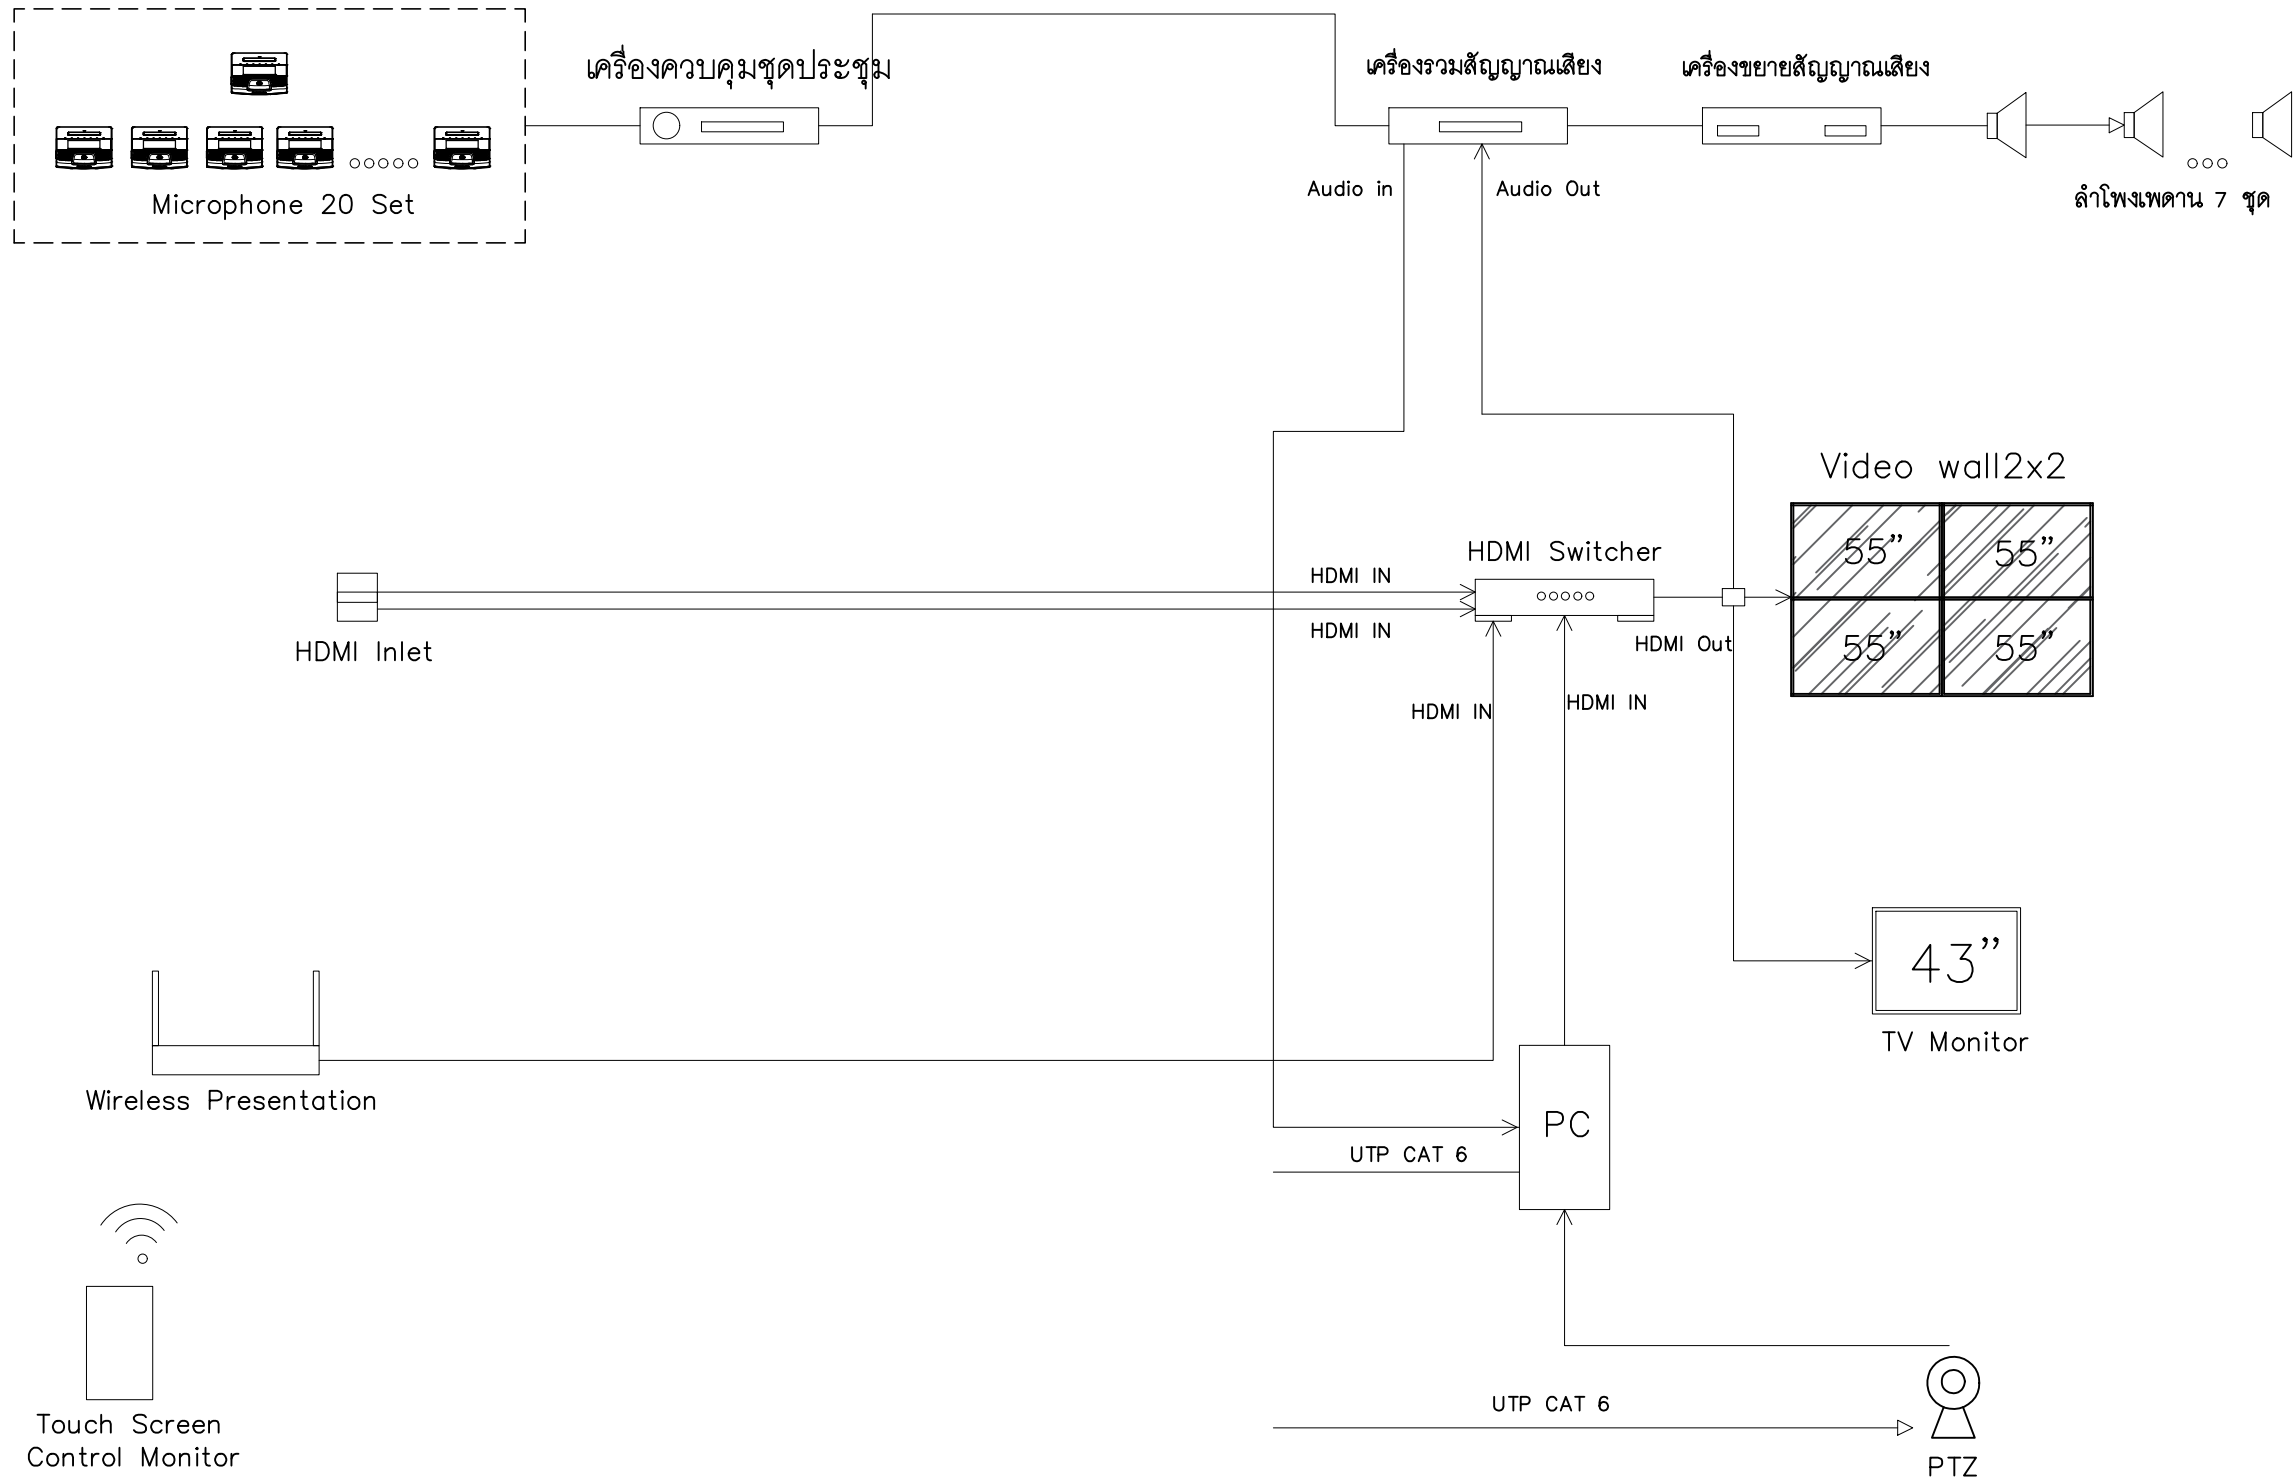 เครื่องควบคุมชุดประชุม
เครื่องรวมสัญญาณเสียง
เครื่องขยายสัญญาณเสียง
Microphone 20 Set
Audio in
Audio Out
ลำโพงเพดาน 7 ชุด
Video wall2x2
55"
55"
HDMI Switcher
HDMI IN
HDMI IN
HDMI Inlet
HDMI Out
55"
55"
HDMI IN
HDMI IN
43"
TV Monitor
Wireless Presentation
PC
UTP CAT 6
UTP CAT 6
Touch Screen
Control Monitor
PTZ